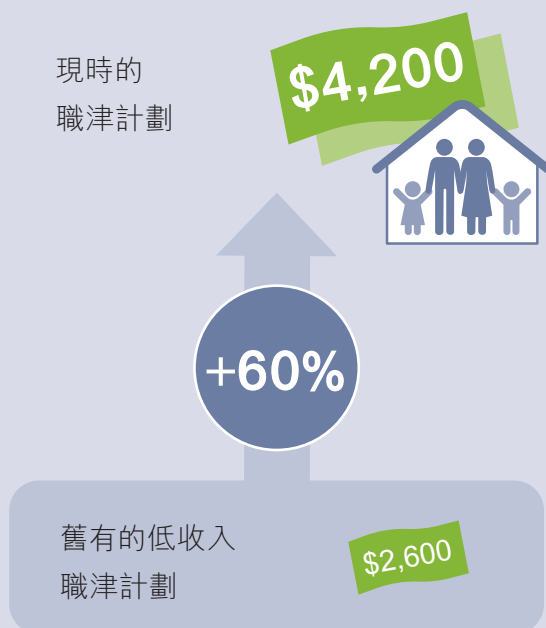 現時的
職津計劃
$4,200
+60%
舊有的低收入
職津計劃
$2,600